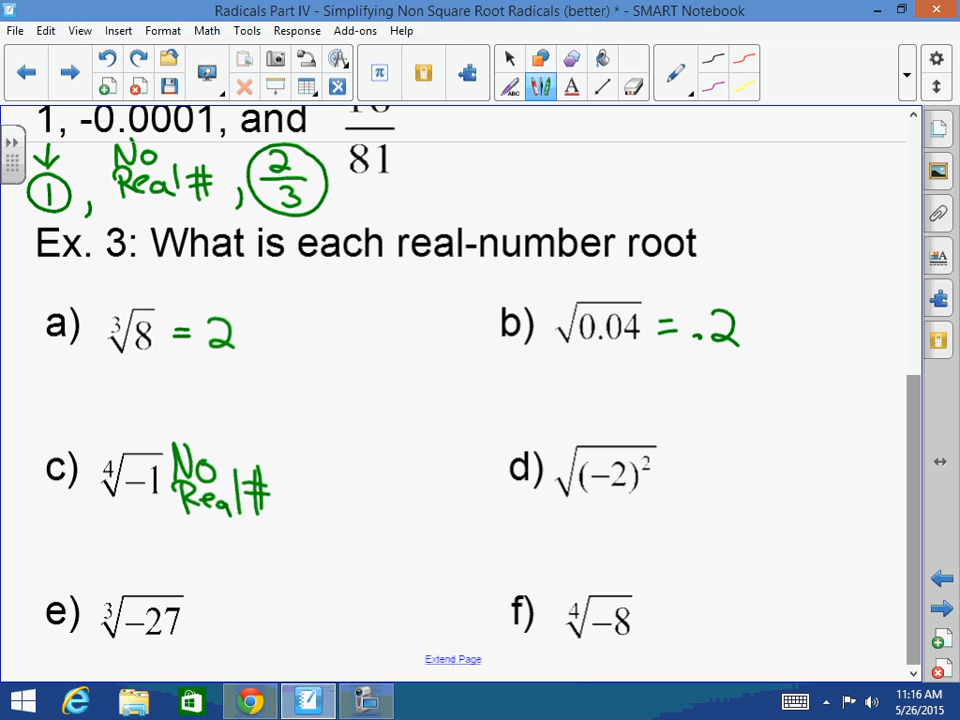 Radicals Part IV - Simplifying Non Square Root Radicals (better) * - SMART Notebook
File Edit View Insert Format Math Tools Response Add-ons Help
1, -0.0001, and 16/81
1, No Real #, 2/3
Ex. 3: What is each real-number root
a) ∛8 = 2
b) √0.04 = .2
c) ∜-1 No Real #
d) √(-2)²
e) ∛-27
f) ∜-8
Extend Page
11:16 AM
5/26/2015